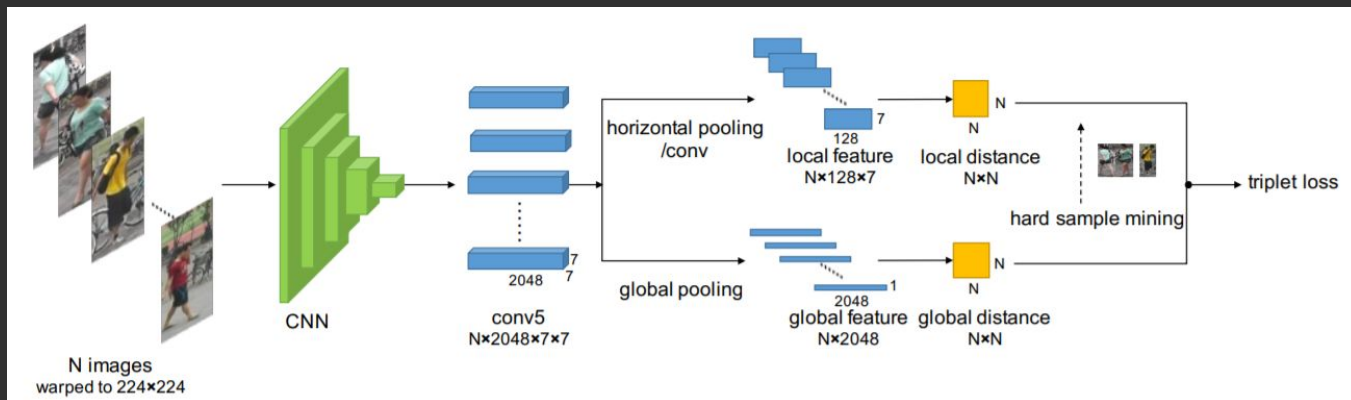 N images
warped to 224×224
CNN
7
7
2048
conv5
N×2048×7×7
horizontal pooling
/conv
7
128
local feature
N×128×7
N
N
local distance
N×N
hard sample mining
triplet loss
global pooling
1
2048
global feature
N×2048
N
N
global distance
N×N